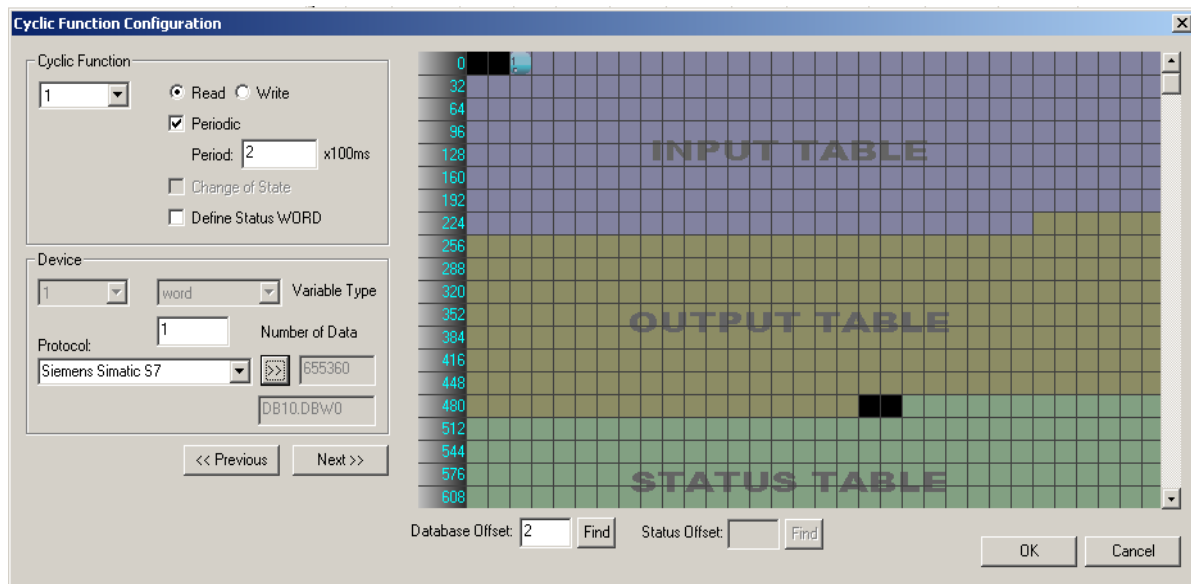 Cyclic Function Configuration
Cyclic Function
1
Read
Write
Periodic
Period: 2 x100ms
Change of State
Define Status WORD
Device
1
word
Variable Type
1
Number of Data
Protocol:
Siemens Simatic S7
>>
655360
DB10.DBW0
<< Previous
Next >>
0
1
32
64
96
128
160
192
224
256
288
320
352
384
416
448
480
512
544
576
608
INPUT TABLE
OUTPUT TABLE
STATUS TABLE
Database Offset: 2 Find Status Offset: Find
OK
Cancel